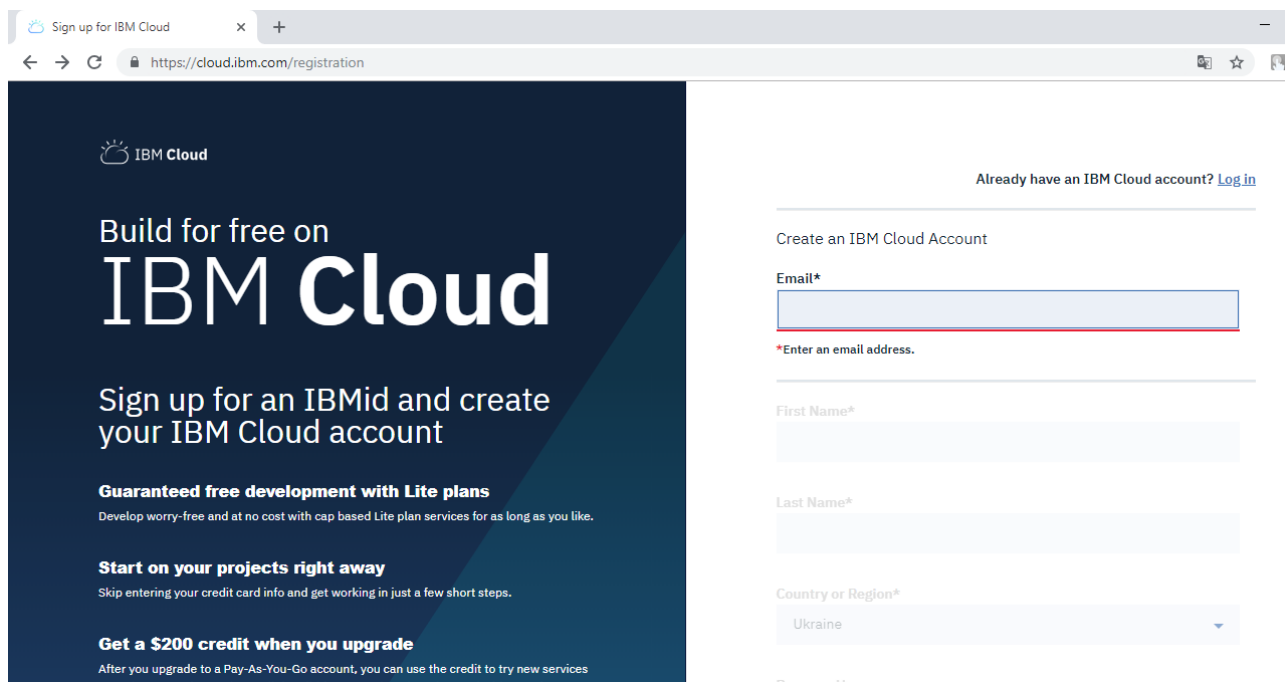 Sign up for IBM Cloud
https://cloud.ibm.com/registration
IBM Cloud
Build for free on
IBM Cloud
Sign up for an IBMid and create
your IBM Cloud account
Guaranteed free development with Lite plans
Develop worry-free and at no cost with cap based Lite plan services for as long as you like.
Start on your projects right away
Skip entering your credit card info and get working in just a few short steps.
Get a $200 credit when you upgrade
After you upgrade to a Pay-As-You-Go account, you can use the credit to try new services
Already have an IBM Cloud account? Log in
Create an IBM Cloud Account
Email*
*Enter an email address.
First Name*
Last Name*
Country or Region*
Ukraine